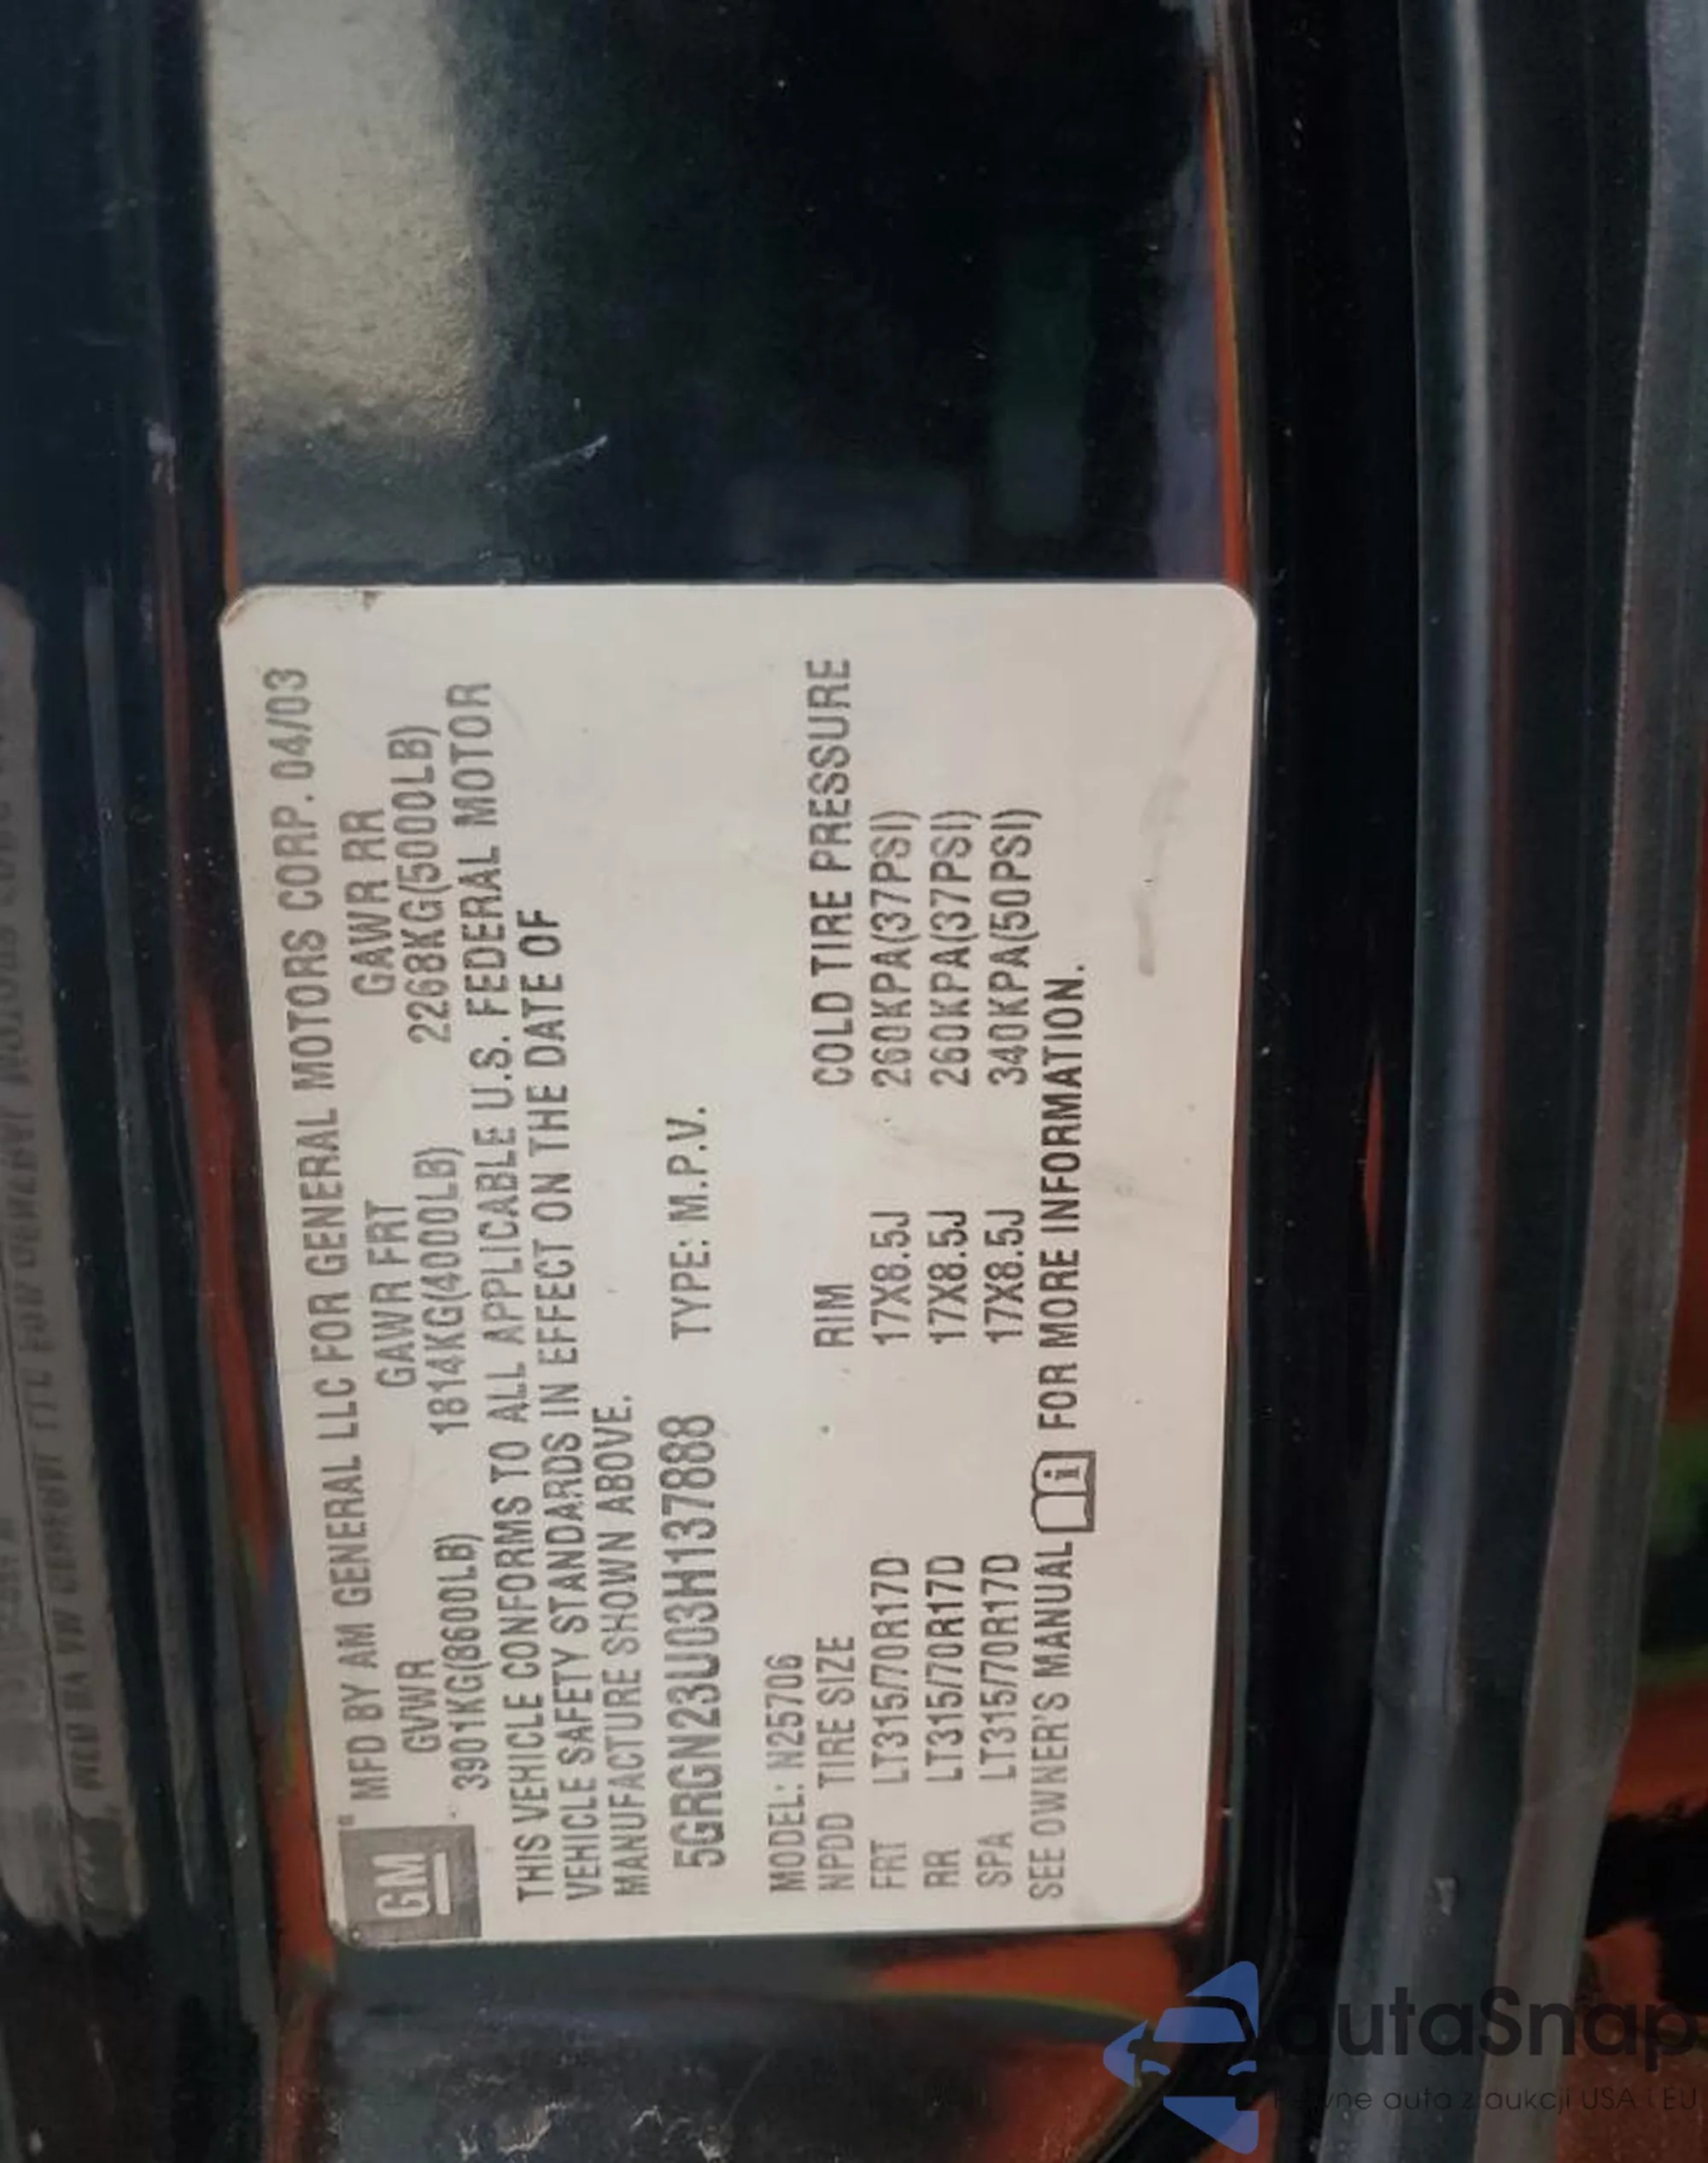 GM
MFD BY AM GENERAL LLC FOR GENERAL MOTORS CORP. 04/03
GVWR GAWR FRT GAWR RR
3901KG(8600LB) 1814KG(4000LB) 2268KG(5000LB)
THIS VEHICLE CONFORMS TO ALL APPLICABLE U.S. FEDERAL MOTOR
VEHICLE SAFETY STANDARDS IN EFFECT ON THE DATE OF
MANUFACTURE SHOWN ABOVE.
5GRGN23U03H137888 TYPE: M.P.V.
MODEL: N25706
NPDD TIRE SIZE RIM COLD TIRE PRESSURE
FRT LT315/70R17D 17X8.5J 260KPA(37PSI)
RR LT315/70R17D 17X8.5J 260KPA(37PSI)
SPA LT315/70R17D 17X8.5J 340KPA(50PSI)
SEE OWNER'S MANUAL i FOR MORE INFORMATION.
autaSnap
auta z aukcji USA i EU